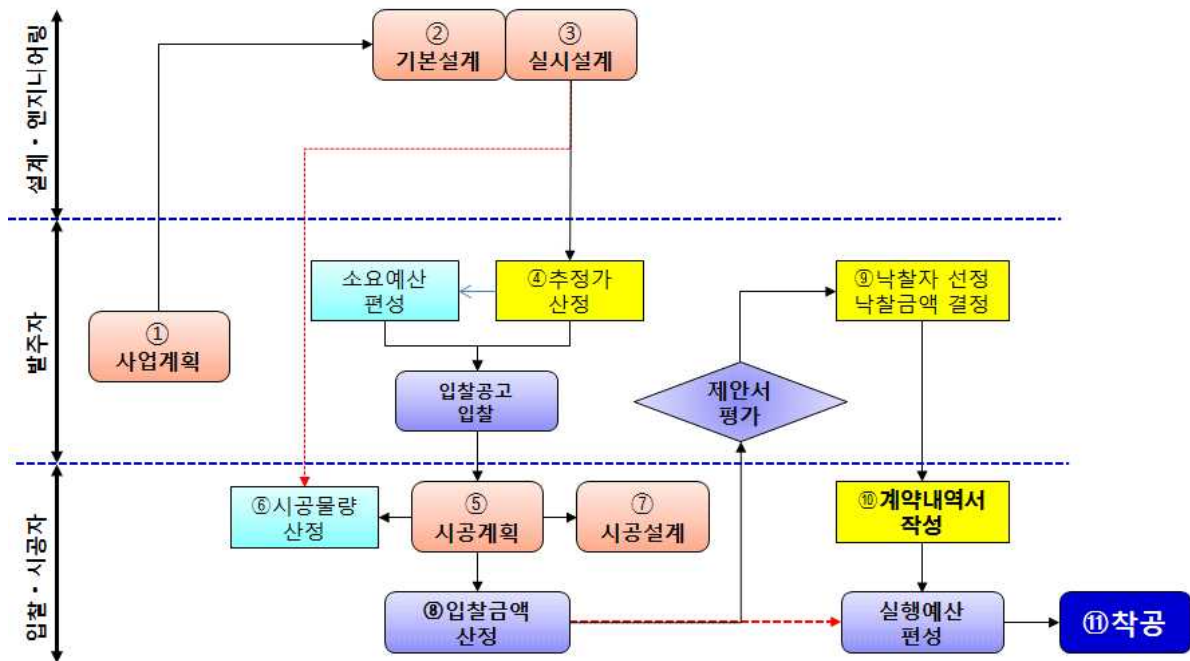 설계・엔지니어링
②
기본설계
③
실시설계
발주자
①
사업계획
소요예산
편성
④추정가
산정
입찰공고
입찰
제안서
평가
⑨낙찰자 선정
낙찰금액 결정
입찰・시공자
⑥시공물량
산정
⑤
시공계획
⑦
시공설계
⑩계약내역서
작성
⑧입찰금액
산정
실행예산
편성
⑪착공